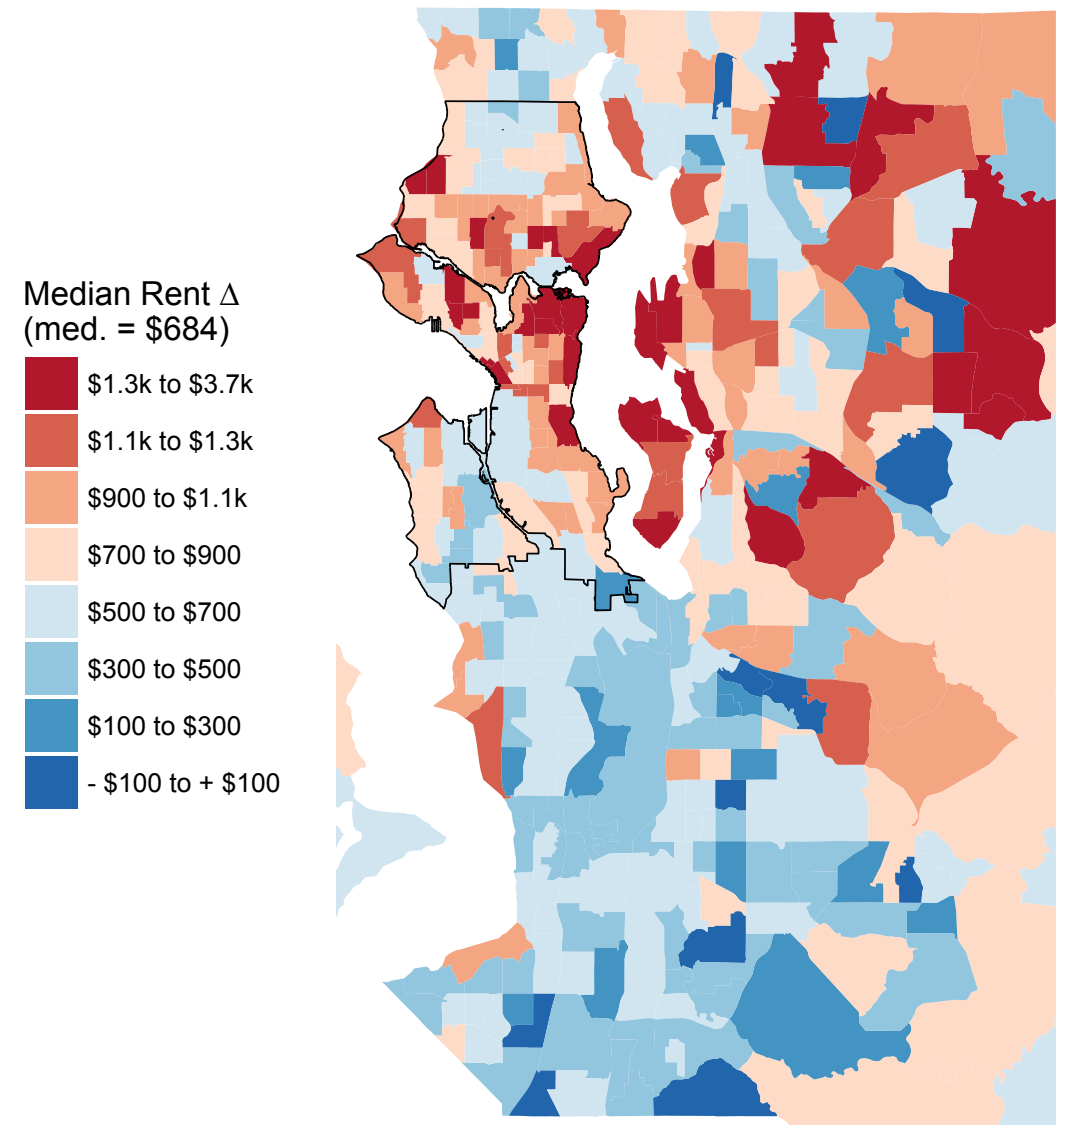 Median Rent Δ
(med. = $684)
$1.3k to $3.7k
$1.1k to $1.3k
$900 to $1.1k
$700 to $900
$500 to $700
$300 to $500
$100 to $300
- $100 to + $100